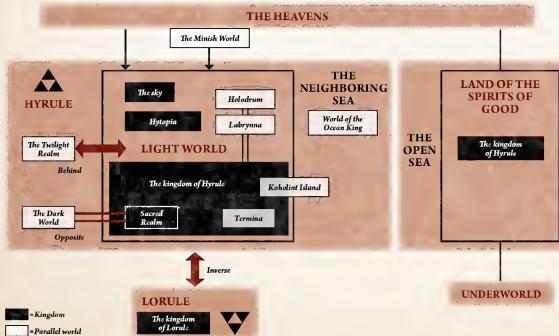 THE HEAVENS
The Minish World
HYRULE
The sky
Hytopia
Holodrum
Labrynna
THE
NEIGHBORING
SEA
World of the
Ocean King
The Twilight
Realm
Behind
LIGHT WORLD
The kingdom of Hyrule
Koholint Island
The Dark
World
Opposite
Sacred
Realm
Termina
THE
OPEN
SEA
LAND OF THE
SPIRITS OF
GOOD
The kingdom
of Hyrule
Inverse
LORULE
The kingdom
of Lorule
UNDERWORLD
= Kingdom
= Parallel world